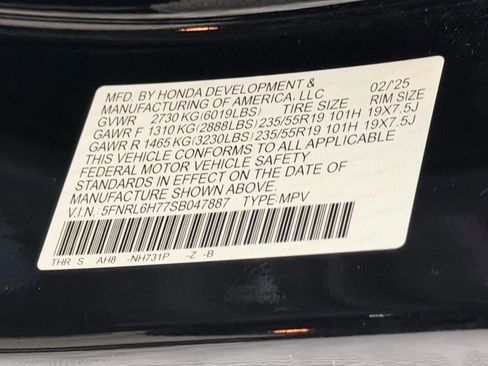 MFD. BY HONDA DEVELOPMENT &
MANUFACTURING OF AMERICA, LLC 02/'25
GVWR 2730 KG(6019LBS) TIRE SIZE RIM SIZE
GAWR F 1310 KG(2888LBS) 235/55R19 101H 19X7.5J
GAWR R 1465 KG(3230LBS) 235/55R19 101H 19X7.5J
THIS VEHICLE CONFORMS TO ALL APPLICABLE
FEDERAL MOTOR VEHICLE SAFETY
STANDARDS IN EFFECT ON THE DATE OF
MANUFACTURE SHOWN ABOVE.
V.I.N.: 5FNRL6H77SB047887 TYPE:MPV
THR S AH8 -NH731P -Z -B